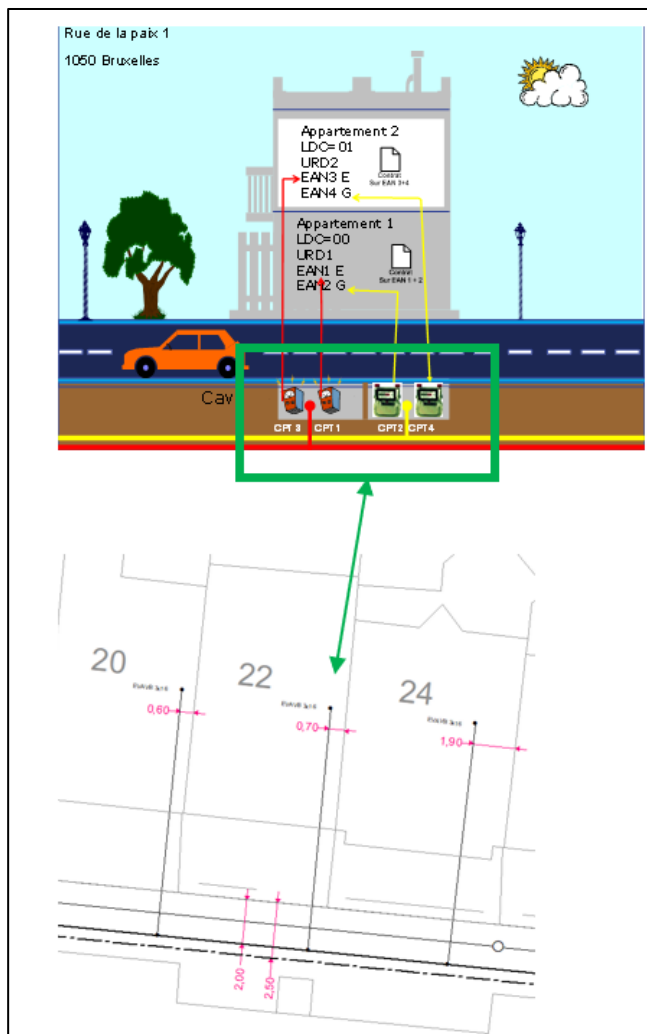 Rue de la paix 1
1050 Bruxelles
Appartement 2
LDC= 01
URD2
EAN3 E
EAN4 G
Contrat
Sur EAN 3+4
Appartement 1
LDC=00
URD1
EAN1 E
EAN2 G
Contrat
Sur EAN 1 + 2
Cav
CPT 3 CPT 1 CPT2 CPT4
20
22
24
0,60
0,70
1,90
2,00
2,50